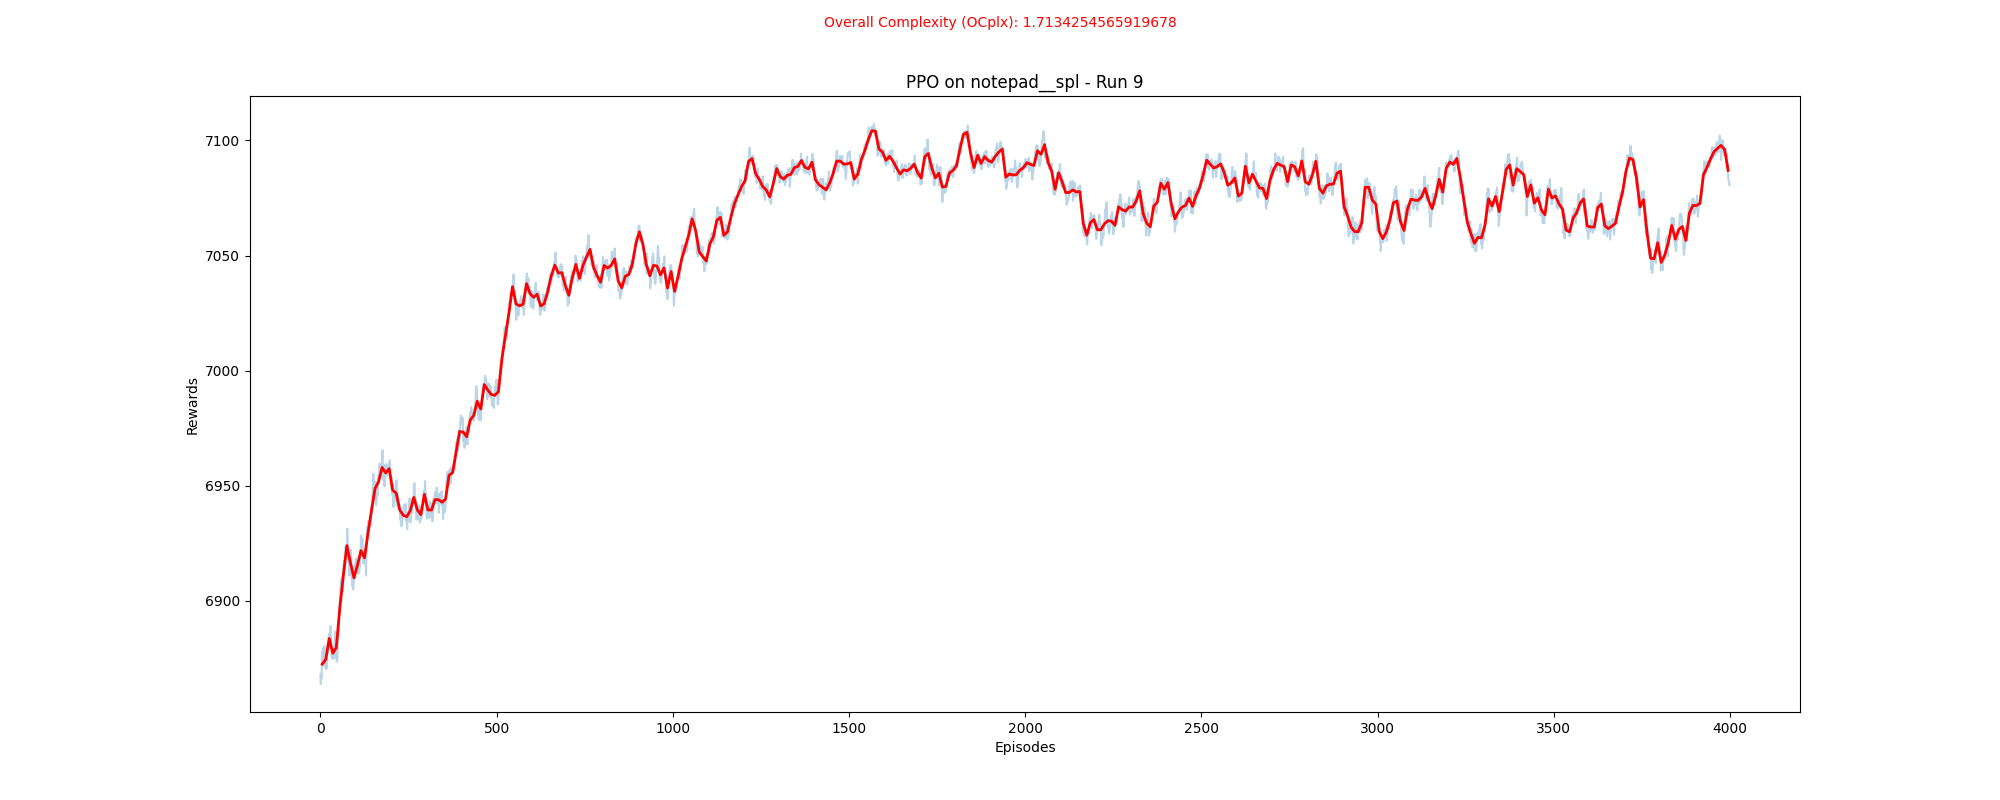 Overall Complexity (OCplx): 1.7134254565919678
PPO on notepad__spl - Run 9
7100
7050
7000
6950
6900
Rewards
0 500 1000 1500 2000 2500 3000 3500 4000
Episodes